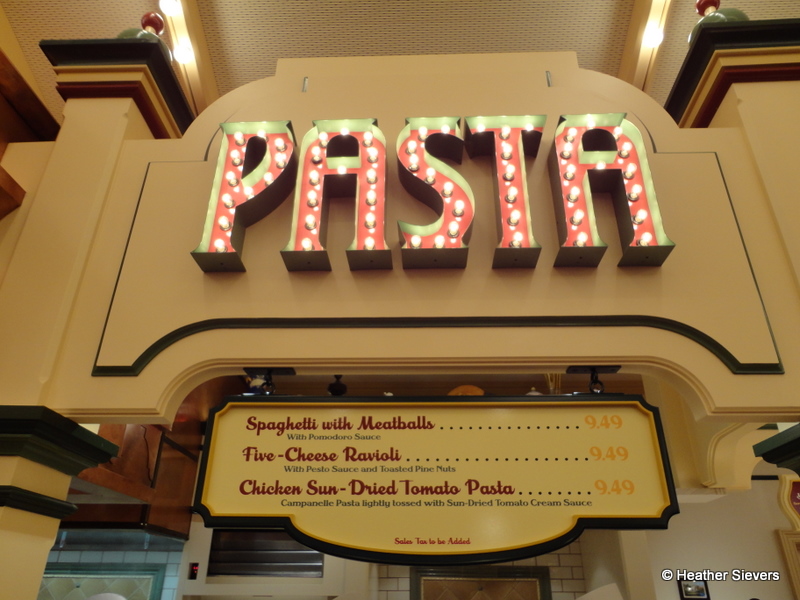 PASTA
Spaghetti with Meatballs . . . . . . . . . . . . . . . 9.49
With Pomodoro Sauce
Five-Cheese Ravioli . . . . . . . . . . . . . . . . . . . 9.49
With Pesto Sauce and Toasted Pine Nuts
Chicken Sun-Dried Tomato Pasta . . . . . . . . 9.49
Campanelle Pasta lightly tossed with Sun-Dried Tomato Cream Sauce
Sales Tax to be Added
© Heather Sievers